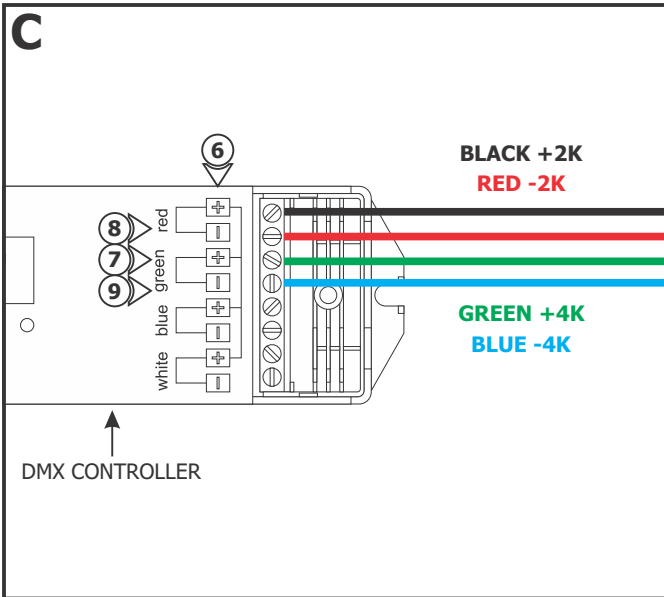 C
6
BLACK +2K
RED -2K
8
red
+
−
7
green
+
−
9
blue
+
−
white
+
−
GREEN +4K
BLUE -4K
DMX CONTROLLER